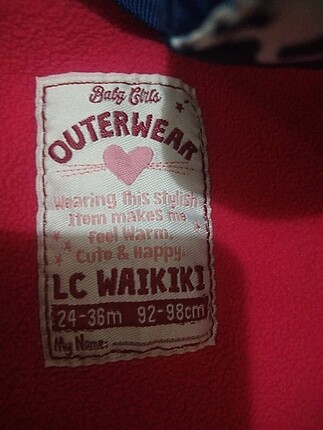 Baby Girls
OUTERWEAR
Wearing this stylish
Item makes me
feel Warm,
Cute & Happy.
LC WAIKIKI
24-36m 92-98cm
My Name: